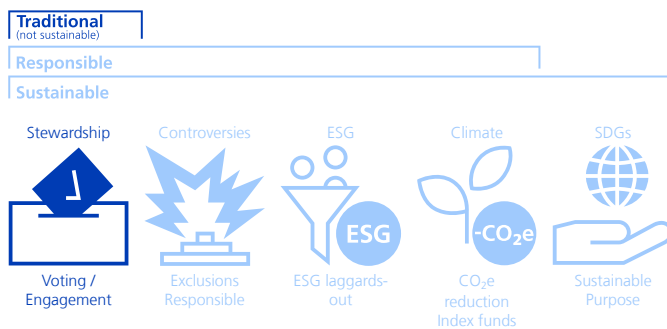 Traditional
(not sustainable)
Responsible
Sustainable
Stewardship
Controversies
ESG
Climate
SDGs
ESG
-CO₂e
Voting /
Engagement
Exclusions
Responsible
ESG laggards-
out
CO₂e
reduction
Index funds
Sustainable
Purpose